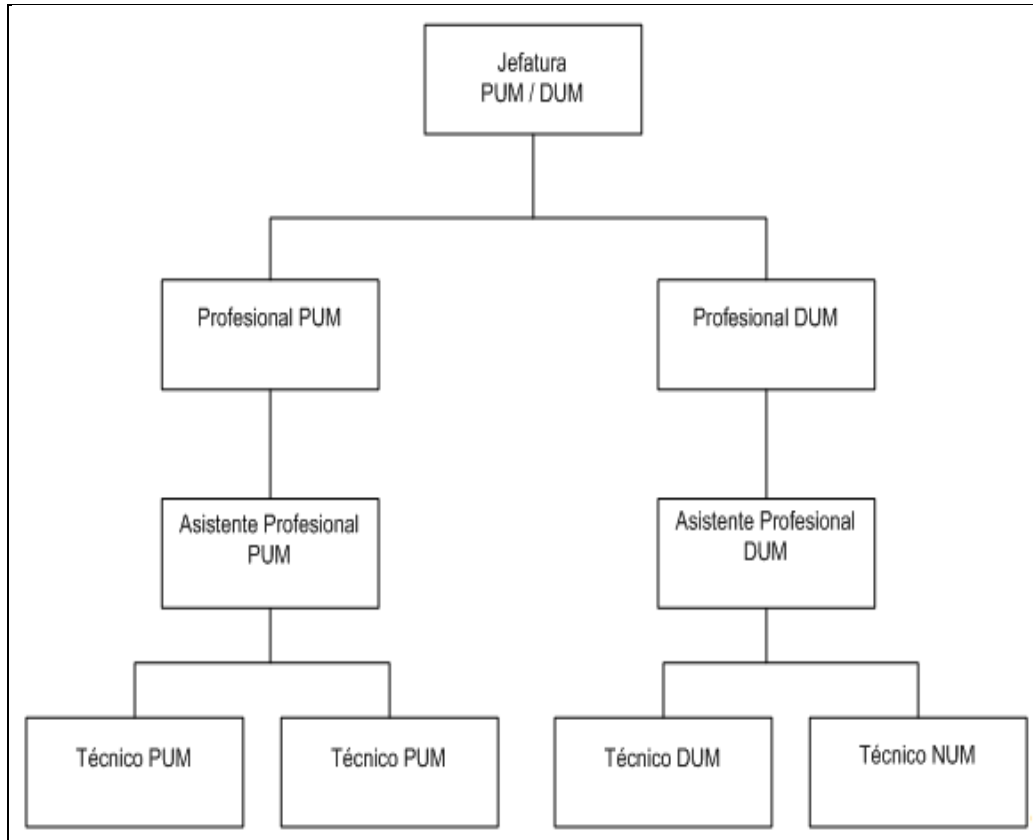 Jefatura
PUM / DUM
Profesional PUM
Profesional DUM
Asistente Profesional
PUM
Asistente Profesional
DUM
Técnico PUM
Técnico PUM
Técnico DUM
Técnico NUM